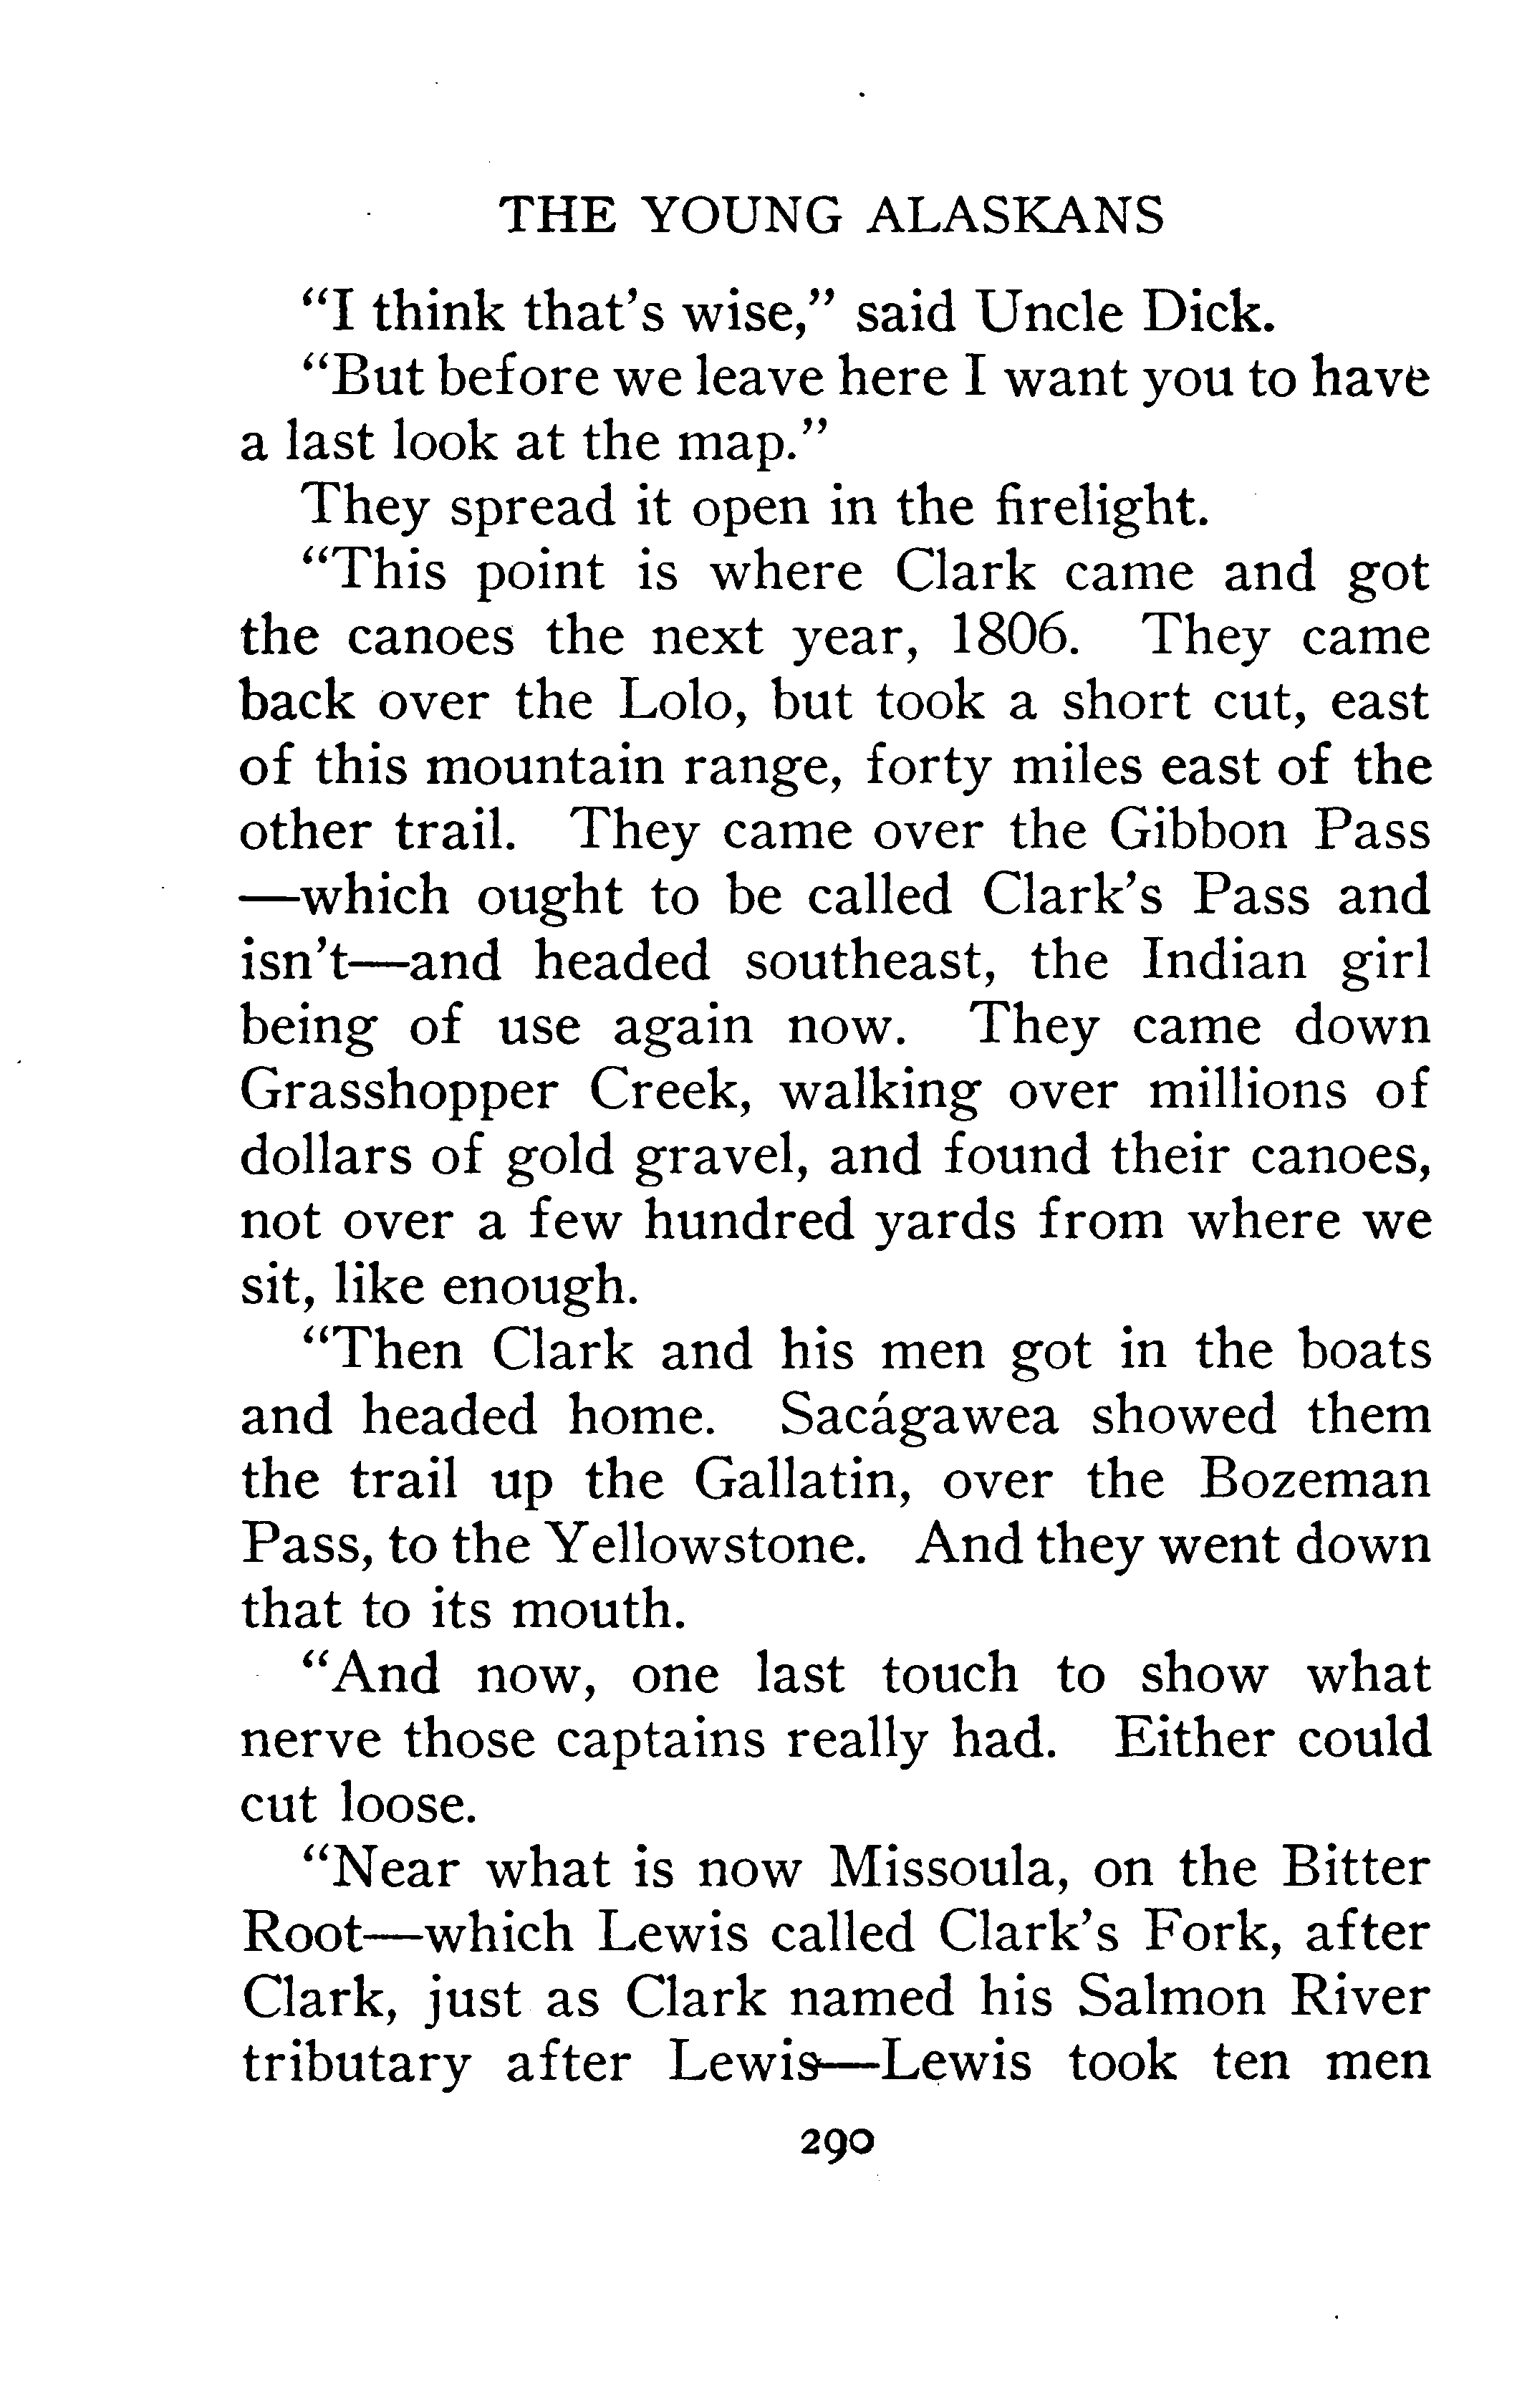 THE YOUNG ALASKANS
“I think that’s wise,” said Uncle Dick.
“But before we leave here I want you to have
a last look at the map.”
They spread it open in the firelight.
“This point is where Clark came and got
the canoes the next year, 1806. They came
back over the Lolo, but took a short cut, east
of this mountain range, forty miles east of the
other trail. They came over the Gibbon Pass
—which ought to be called Clark’s Pass and
isn’t—and headed southeast, the Indian girl
being of use again now. They came down
Grasshopper Creek, walking over millions of
dollars of gold gravel, and found their canoes,
not over a few hundred yards from where we
sit, like enough.
“Then Clark and his men got in the boats
and headed home. Sacágawea showed them
the trail up the Gallatin, over the Bozeman
Pass, to the Yellowstone. And they went down
that to its mouth.
“And now, one last touch to show what
nerve those captains really had. Either could
cut loose.
“Near what is now Missoula, on the Bitter
Root—which Lewis called Clark’s Fork, after
Clark, just as Clark named his Salmon River
tributary after Lewis—Lewis took ten men
290